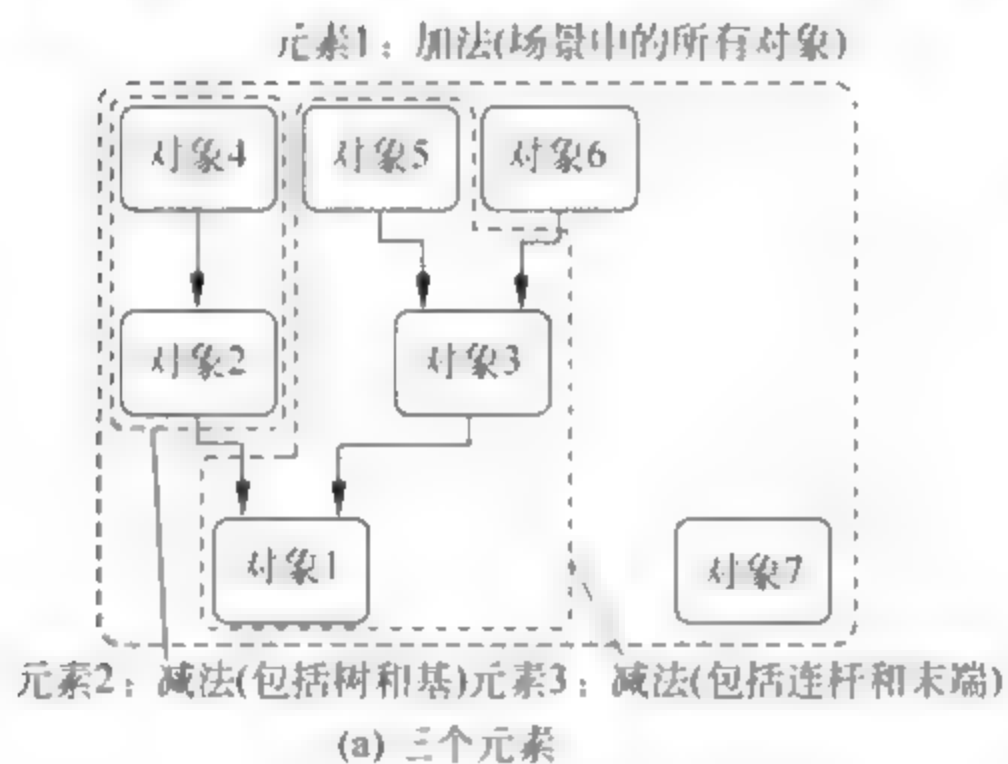 元素1：加法(场景中的所有对象)
对象4
对象5
对象6
对象2
对象3
对象1
对象7
元素2：减法(包括树和基)元素3：减法(包括连杆和末端)
(a) 三个元素